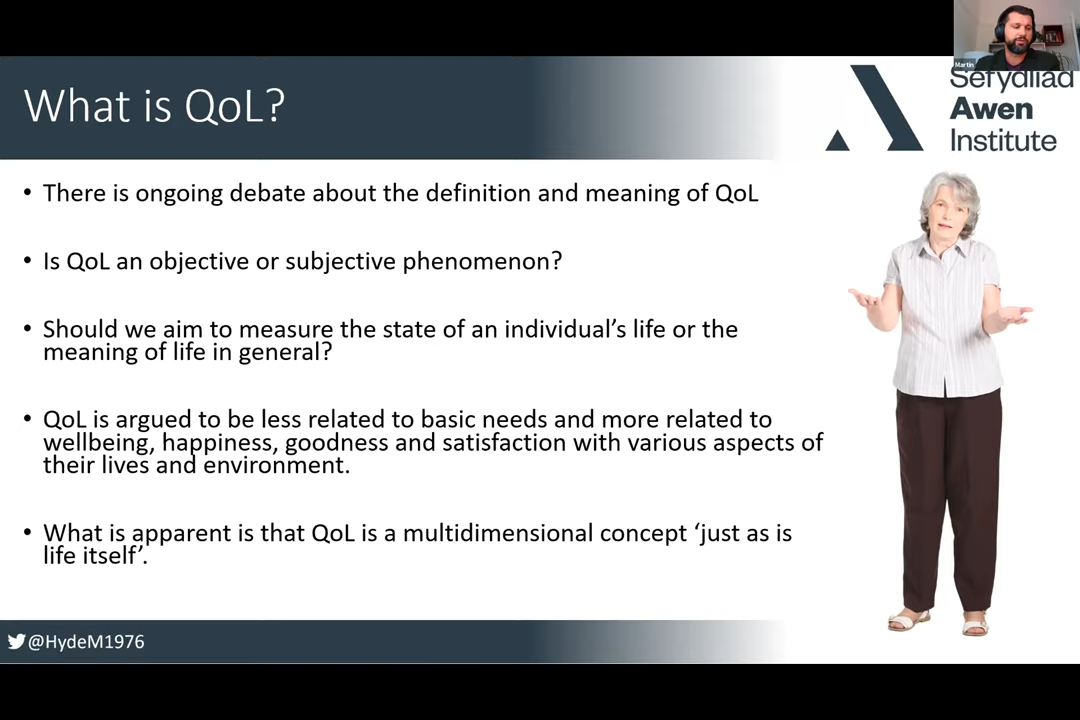 Martin
What is QoL?
Sefydliad
Awen
Institute
• There is ongoing debate about the definition and meaning of QoL
• Is QoL an objective or subjective phenomenon?
• Should we aim to measure the state of an individual's life or the
meaning of life in general?
• QoL is argued to be less related to basic needs and more related to
wellbeing, happiness, goodness and satisfaction with various aspects of
their lives and environment.
• What is apparent is that QoL is a multidimensional concept ‘just as is
life itself’.
@HydeM1976